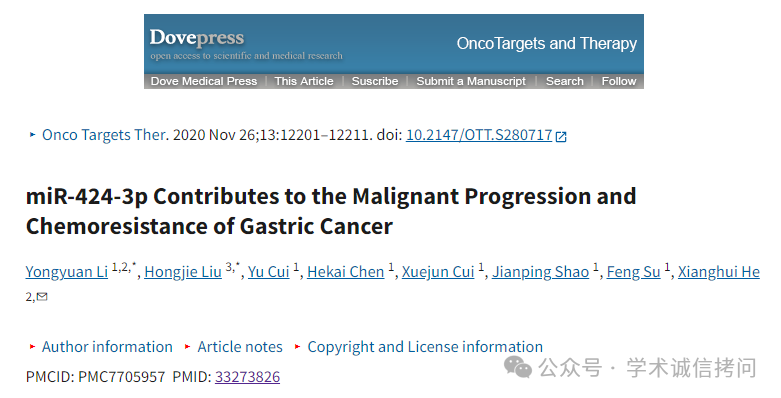 Dovepress
open access to scientific and medical research
OncoTargets and Therapy
Dove Medical Press | This Article | Suscribe | Submit a Manuscript | Search | Follow
Onco Targets Ther. 2020 Nov 26;13:12201–12211. doi: 10.2147/OTT.S280717
miR-424-3p Contributes to the Malignant Progression and
Chemoresistance of Gastric Cancer
Yongyuan Li 1,2,*, Hongjie Liu 3,*, Yu Cui 1, Hekai Chen 1, Xuejun Cui 1, Jianping Shao 1, Feng Su 1, Xianghui He
2,
Author information Article notes Copyright and License information
PMCID: PMC7705957 PMID: 33273826
公众号 · 学术诚信拷问